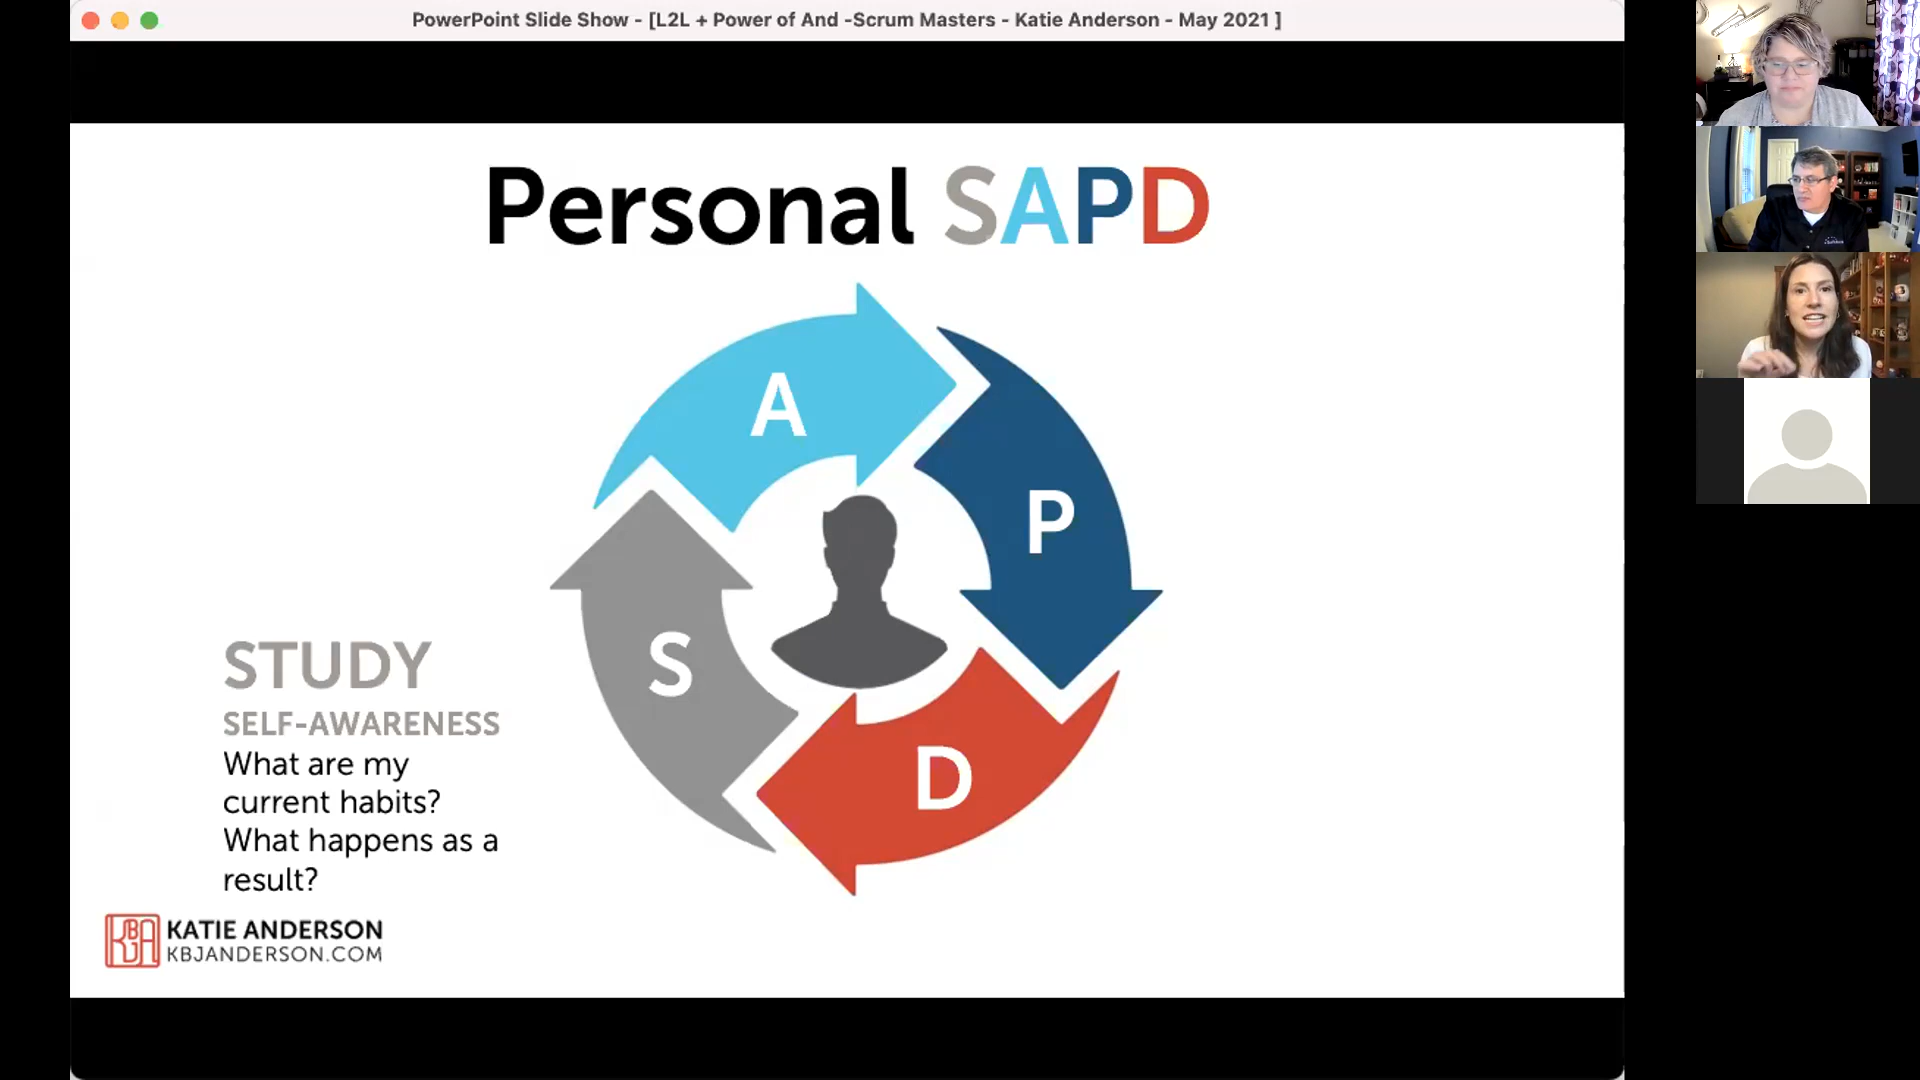 PowerPoint Slide Show - [L2L + Power of And -Scrum Masters - Katie Anderson - May 2021 ]
Personal SAPD
A
P
S
D
STUDY
SELF-AWARENESS
What are my
current habits?
What happens as a
result?
KBJA
KATIE ANDERSON
KBJANDERSON.COM